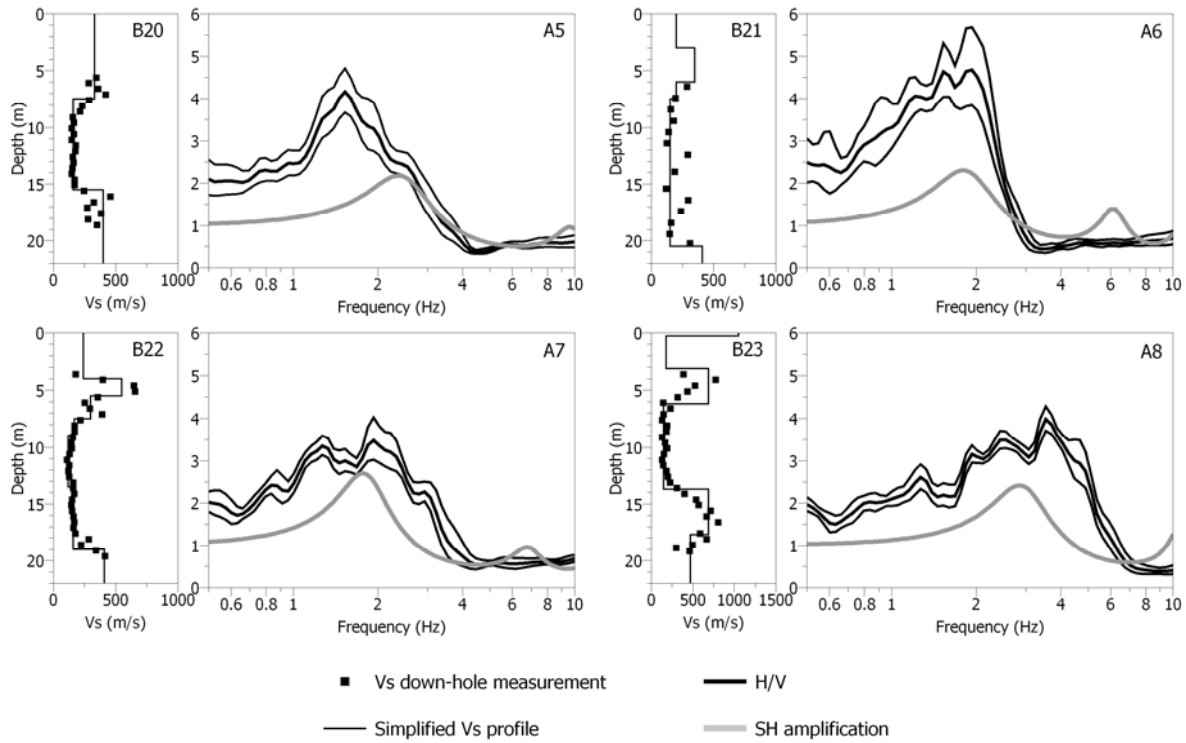 B20
A5
B21
A6
0
5
10
15
20
Depth (m)
0 500 1000
Vs (m/s)
6
5
4
3
2
1
0
0.6 0.8 1 2 4 6 8 10
Frequency (Hz)
0
5
10
15
20
Depth (m)
0 500 1000
Vs (m/s)
6
5
4
3
2
1
0
0.6 0.8 1 2 4 6 8 10
Frequency (Hz)
B22
A7
B23
A8
0
5
10
15
20
Depth (m)
0 500 1000
Vs (m/s)
6
5
4
3
2
1
0
0.6 0.8 1 2 4 6 8 10
Frequency (Hz)
0
5
10
15
20
Depth (m)
0 500 1000 1500
Vs (m/s)
6
5
4
3
2
1
0
0.6 0.8 1 2 4 6 8 10
Frequency (Hz)
Vs down-hole measurement
H/V
Simplified Vs profile
SH amplification